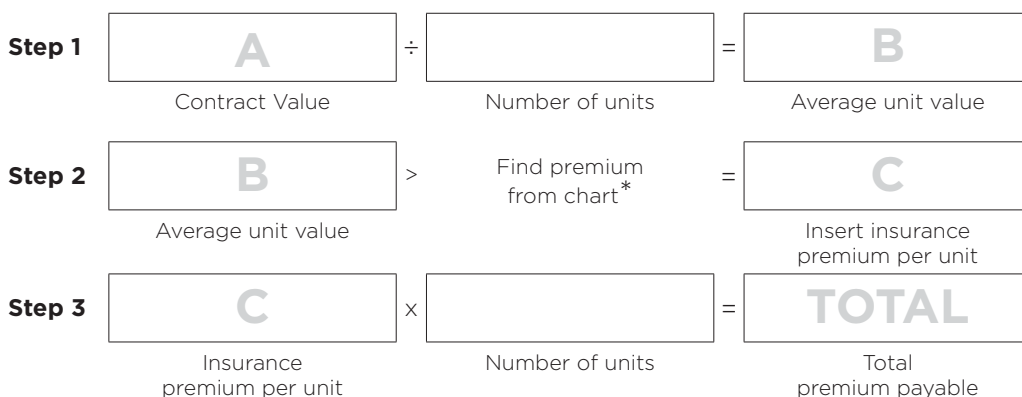 Step 1 A ÷ = B
Contract Value Number of units Average unit value
Step 2 B > Find premium from chart* = C
Average unit value Insert insurance premium per unit
Step 3 C x = TOTAL
Insurance premium per unit Number of units Total premium payable